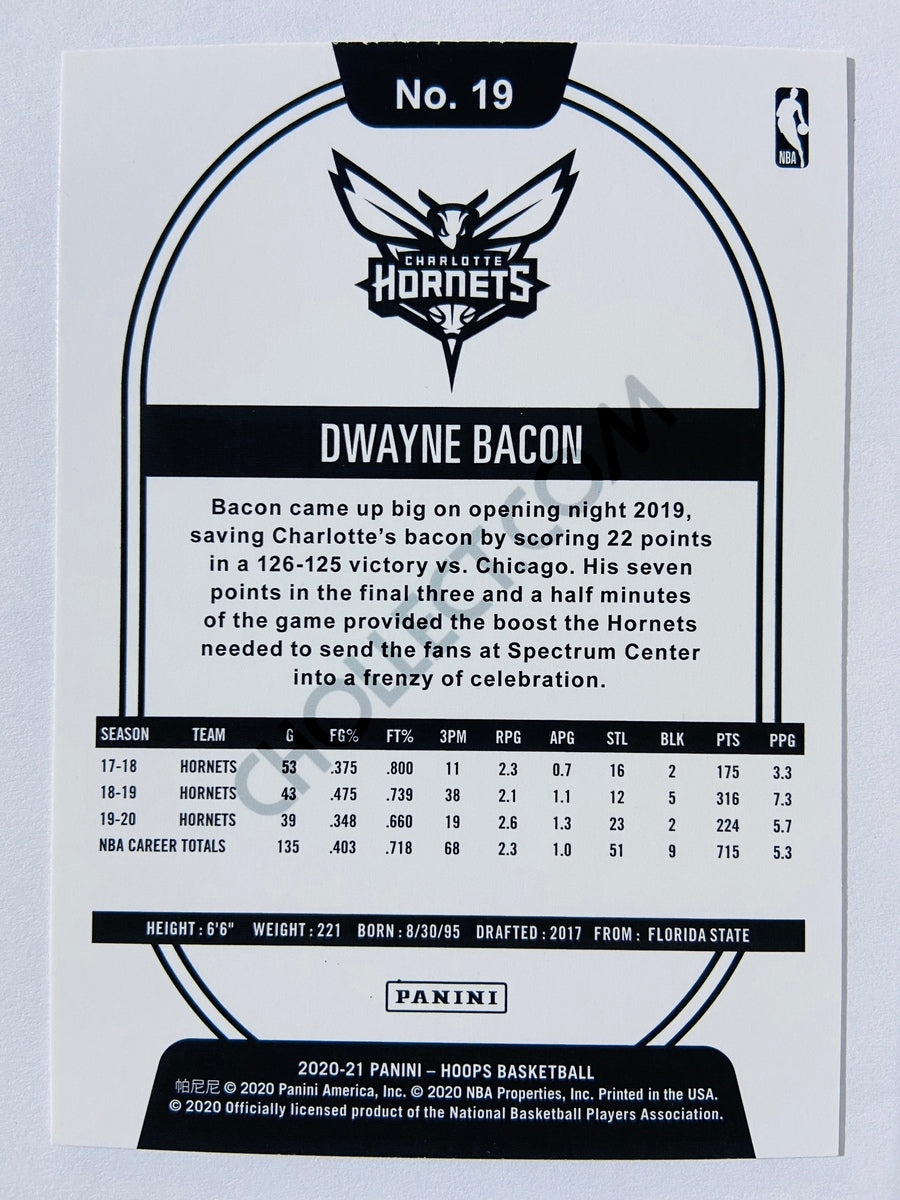 No. 19
NBA
CHARLOTTE
HORNETS
DWAYNE BACON
Bacon came up big on opening night 2019,
saving Charlotte's bacon by scoring 22 points
in a 126-125 victory vs. Chicago. His seven
points in the final three and a half minutes
of the game provided the boost the Hornets
needed to send the fans at Spectrum Center
into a frenzy of celebration.
CHOLLECT.COM
SEASON TEAM G FG% FT% 3PM RPG APG STL BLK PTS PPG
17-18 HORNETS 53 .375 .800 11 2.3 0.7 16 2 175 3.3
18-19 HORNETS 43 .475 .739 38 2.1 1.1 12 5 316 7.3
19-20 HORNETS 39 .348 .660 19 2.6 1.3 23 2 224 5.7
NBA CAREER TOTALS 135 .403 .718 68 2.3 1.0 51 9 715 5.3
HEIGHT: 6'6" WEIGHT: 221 BORN: 8/30/95 DRAFTED: 2017 FROM: FLORIDA STATE
PANINI
2020-21 PANINI – HOOPS BASKETBALL
帕尼尼 © 2020 Panini America, Inc. © 2020 NBA Properties, Inc. Printed in the USA.
© 2020 Officially licensed product of the National Basketball Players Association.